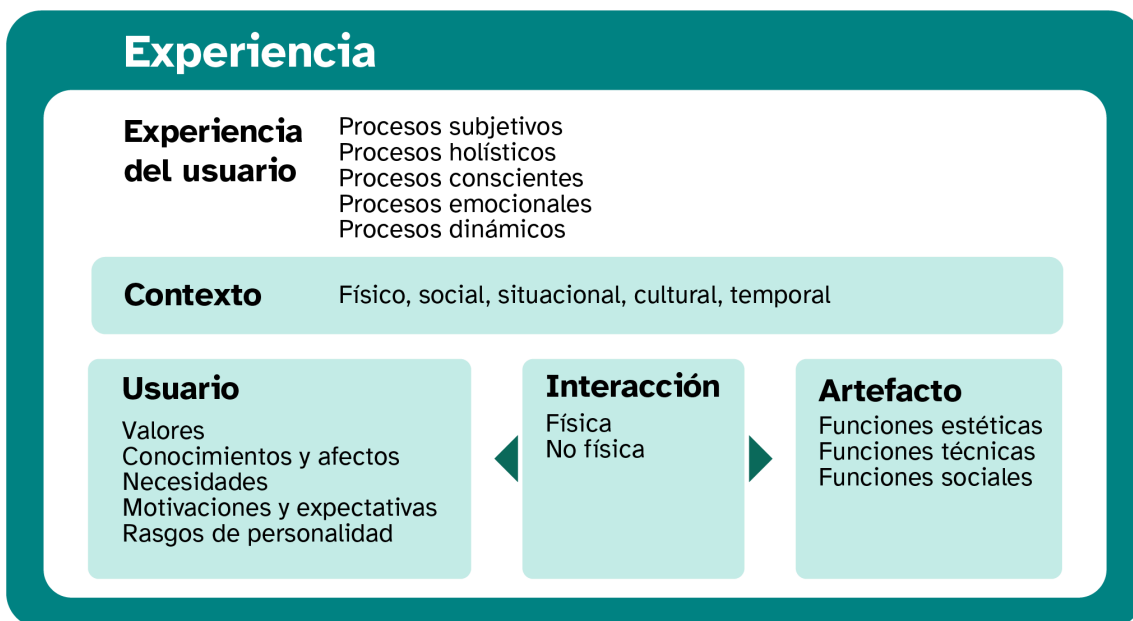 Experiencia
Experiencia
del usuario
Procesos subjetivos
Procesos holísticos
Procesos conscientes
Procesos emocionales
Procesos dinámicos
Contexto
Físico, social, situacional, cultural, temporal
Usuario
Valores
Conocimientos y afectos
Necesidades
Motivaciones y expectativas
Rasgos de personalidad
Interacción
Física
No física
Artefacto
Funciones estéticas
Funciones técnicas
Funciones sociales